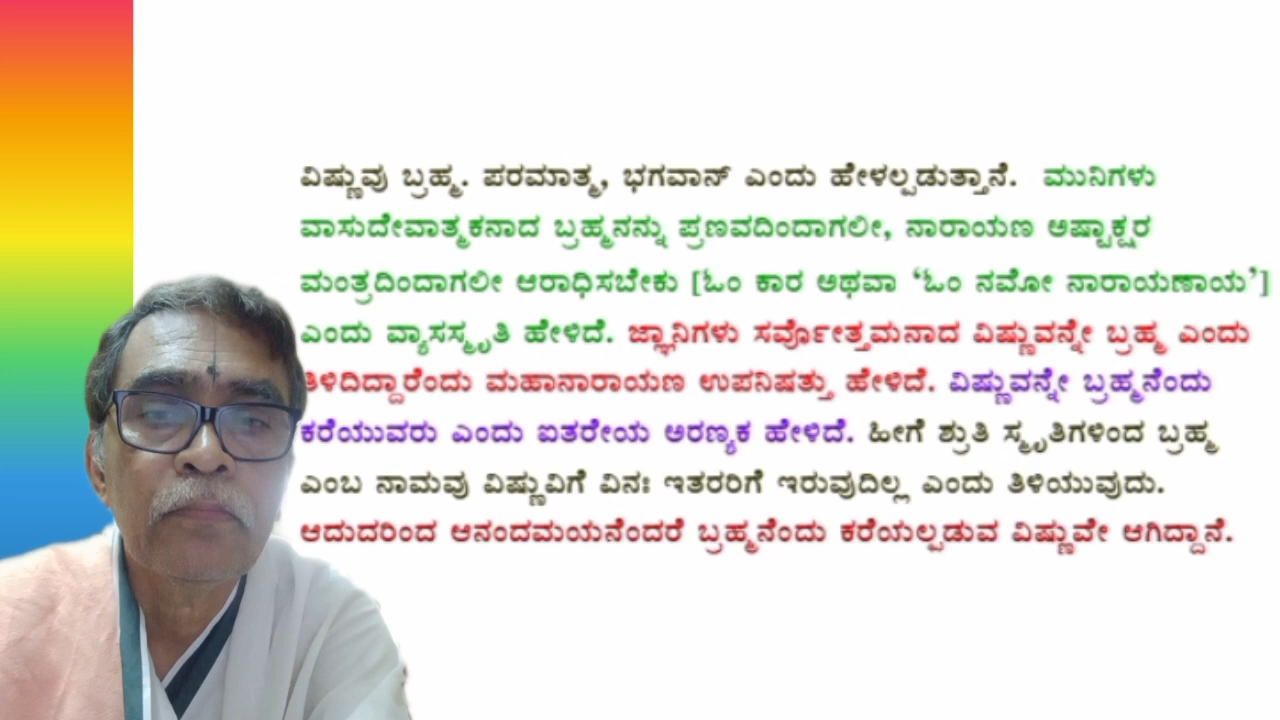 ವಿಷ್ಣುವು ಬ್ರಹ್ಮ. ಪರಮಾತ್ಮ, ಭಗವಾನ್ ಎಂದು ಹೇಳಲ್ಪಡುತ್ತಾನೆ. ಮುನಿಗಳು
ವಾಸುದೇವಾತ್ಮಕನಾದ ಬ್ರಹ್ಮನನ್ನು ಪ್ರಣವದಿಂದಾಗಲೀ, ನಾರಾಯಣ ಅಷ್ಟಾಕ್ಷರ
ಮಂತ್ರದಿಂದಾಗಲೀ ಆರಾಧಿಸಬೇಕು [ಓಂ ಕಾರ ಅಥವಾ ‘ಓಂ ನಮೋ ನಾರಾಯಣಾಯ’]
ಎಂದು ವ್ಯಾಸಸ್ಮೃತಿ ಹೇಳಿದೆ. ಜ್ಞಾನಿಗಳು ಸರ್ವೋತ್ತಮನಾದ ವಿಷ್ಣುವನ್ನೇ ಬ್ರಹ್ಮ ಎಂದು
ತಿಳಿದಿದ್ದಾರೆಂದು ಮಹಾನಾರಾಯಣ ಉಪನಿಷತ್ತು ಹೇಳಿದೆ. ವಿಷ್ಣುವನ್ನೇ ಬ್ರಹ್ಮನೆಂದು
ಕರೆಯುವರು ಎಂದು ಐತರೇಯ ಅರಣ್ಯಕ ಹೇಳಿದೆ. ಹೀಗೆ ಶ್ರುತಿ ಸ್ಮೃತಿಗಳಿಂದ ಬ್ರಹ್ಮ
ಎಂಬ ನಾಮವು ವಿಷ್ಣುವಿಗೆ ವಿನಃ ಇತರರಿಗೆ ಇರುವುದಿಲ್ಲ ಎಂದು ತಿಳಿಯುವುದು.
ಆದುದರಿಂದ ಆನಂದಮಯನೆಂದರೆ ಬ್ರಹ್ಮನೆಂದು ಕರೆಯಲ್ಪಡುವ ವಿಷ್ಣುವೇ ಆಗಿದ್ದಾನೆ.